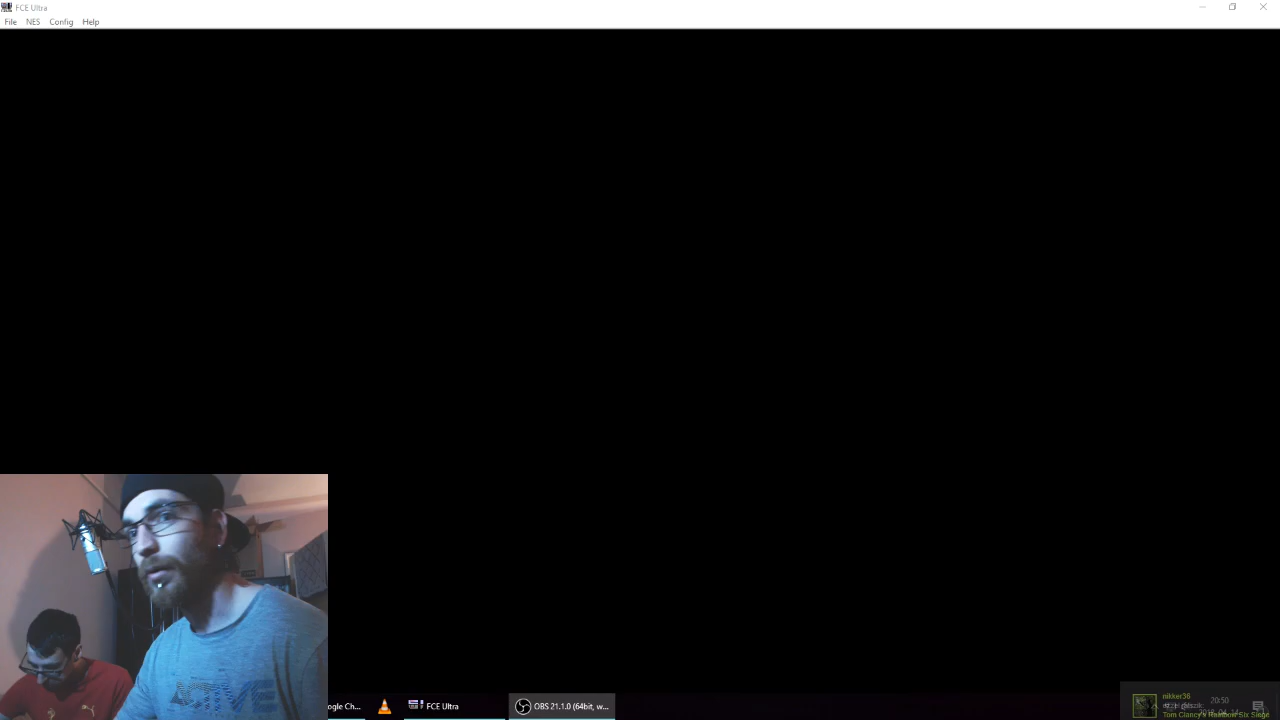 FCE Ultra
File NES Config Help
ACTIVE
ogle Ch...
FCE Ultra
OBS 21.1.0 (64bit, w...
nikker36
20:50
Tom Clancy's Rainbow Six Siege